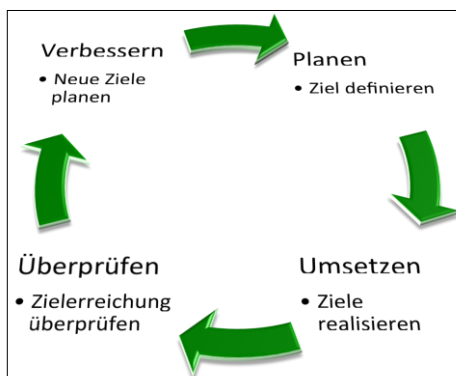 Verbessern
• Neue Ziele
planen
Planen
• Ziel definieren
Überprüfen
• Zielerreichung
überprüfen
Umsetzen
• Ziele
realisieren